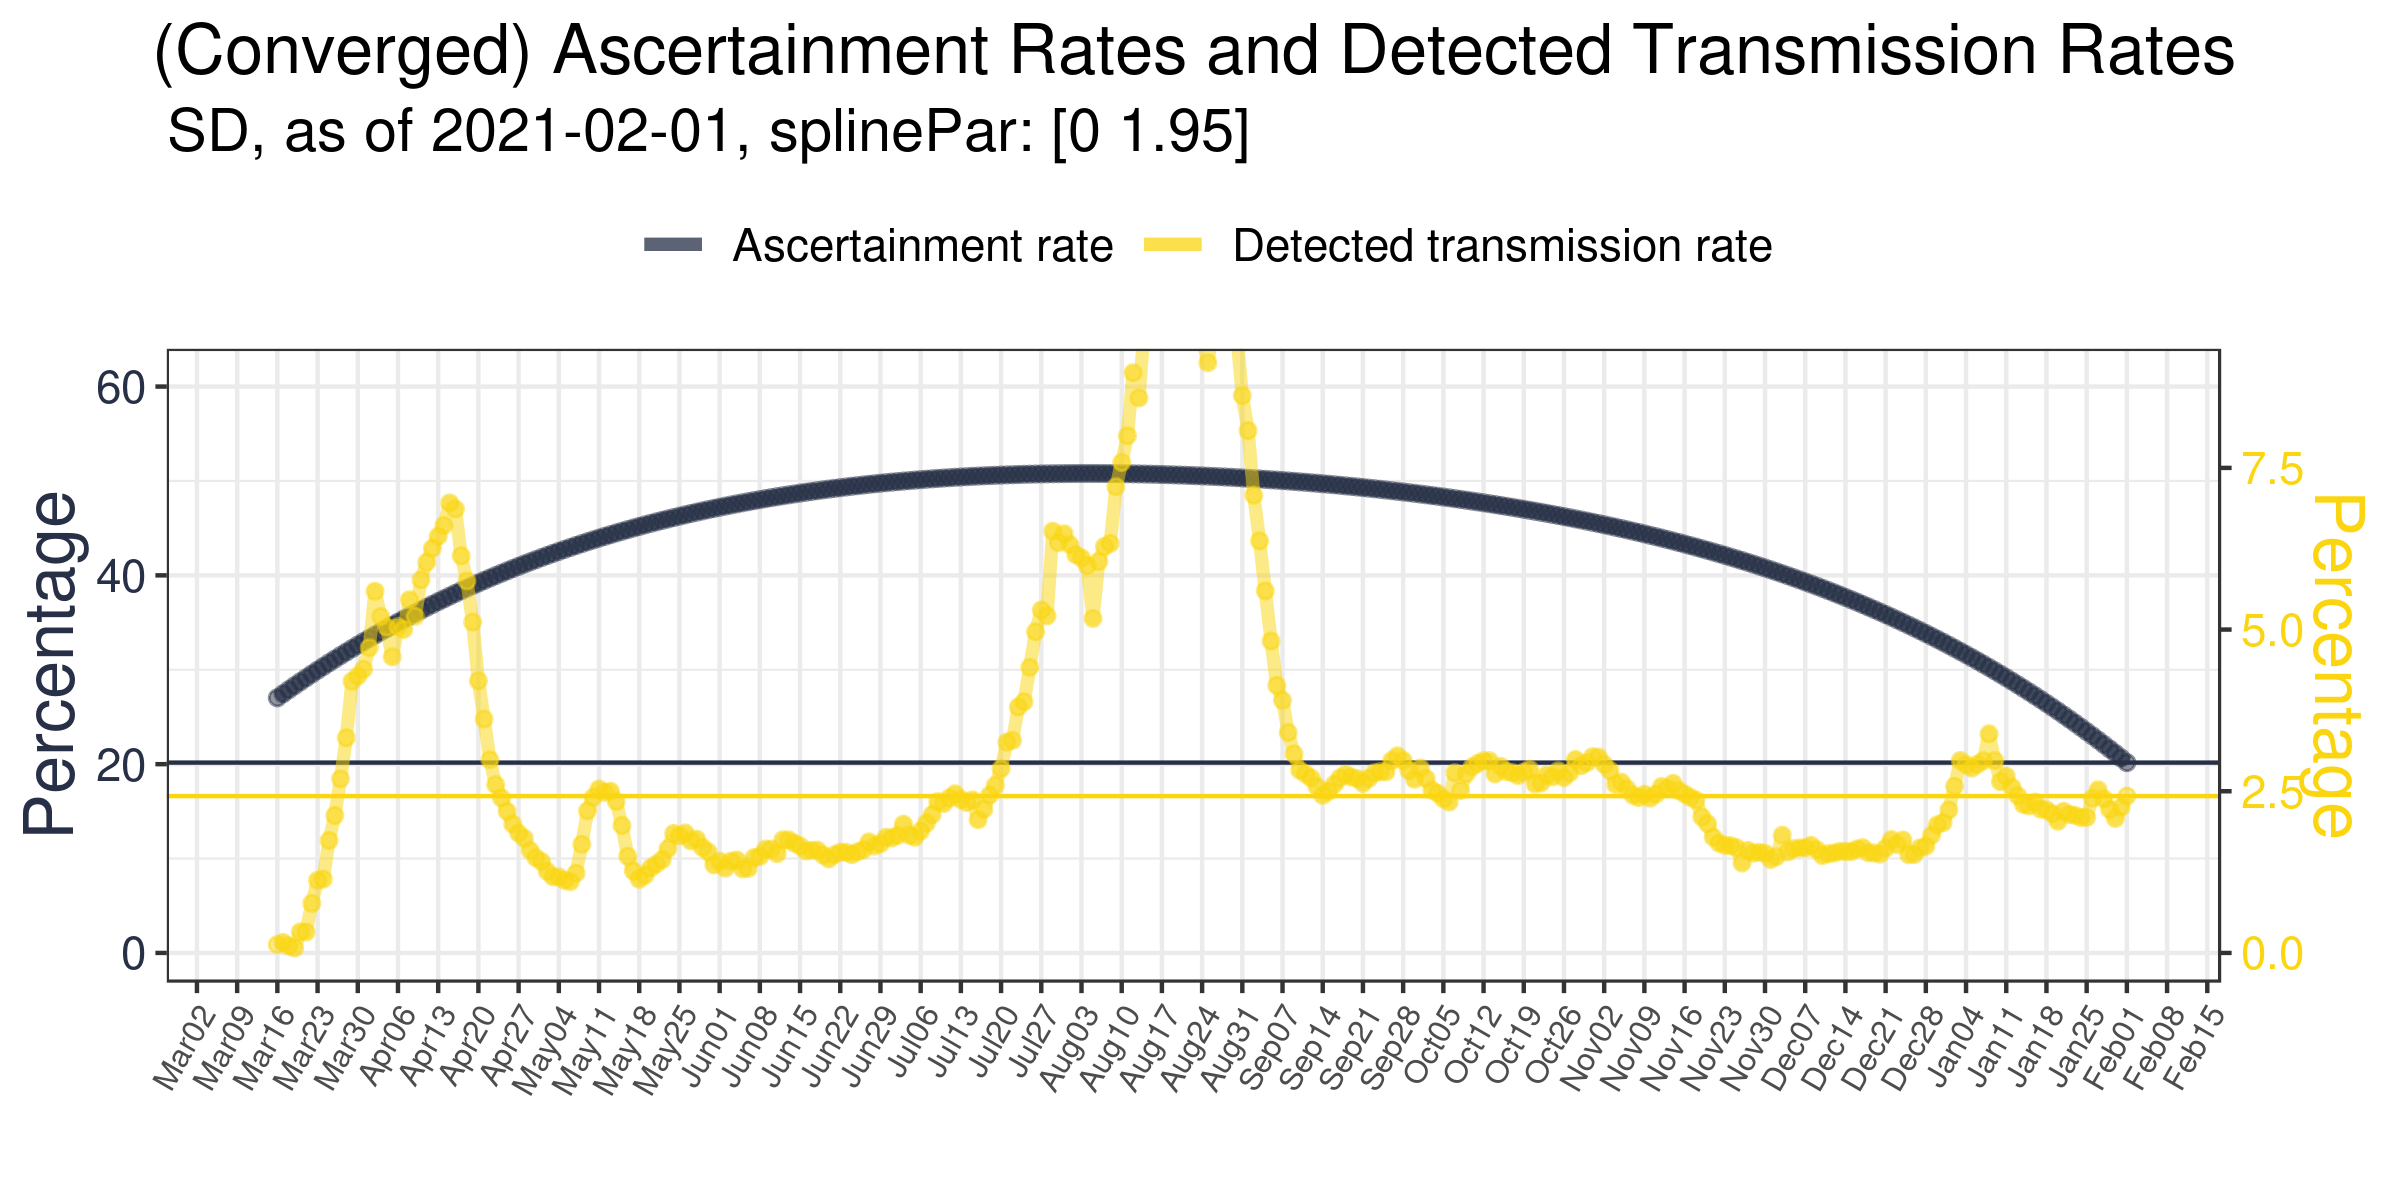 (Converged) Ascertainment Rates and Detected Transmission Rates
SD, as of 2021-02-01, splinePar: [0 1.95]
Ascertainment rate
Detected transmission rate
Percentage
60
40
20
0
7.5
5.0
2.5
0.0
Percentage
Mar02
Mar09
Mar16
Mar23
Mar30
Apr06
Apr13
Apr20
Apr27
May04
May11
May18
May25
Jun01
Jun08
Jun15
Jun22
Jun29
Jul06
Jul13
Jul20
Jul27
Aug03
Aug10
Aug17
Aug24
Aug31
Sep07
Sep14
Sep21
Sep28
Oct05
Oct12
Oct19
Oct26
Nov02
Nov09
Nov16
Nov23
Nov30
Dec07
Dec14
Dec21
Dec28
Jan04
Jan11
Jan18
Jan25
Feb01
Feb08
Feb15